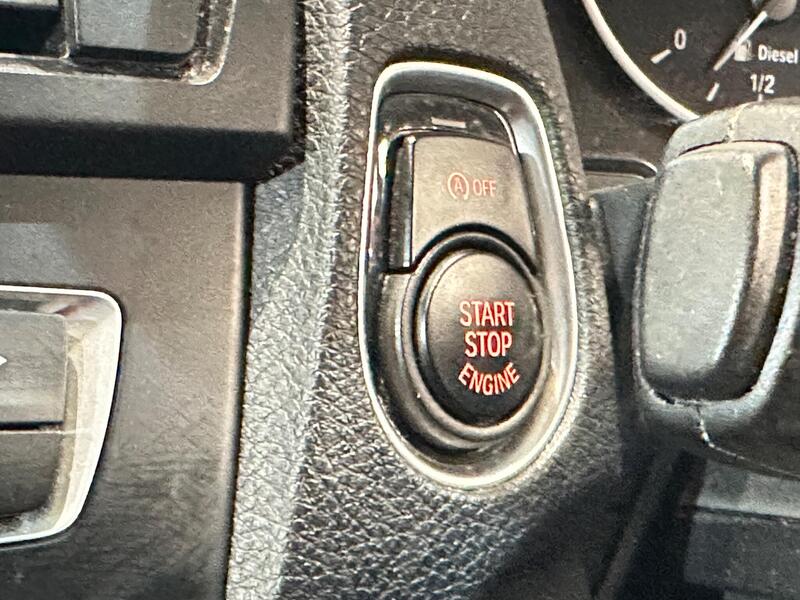 0
Diesel
1/2
A OFF
START
STOP
ENGINE